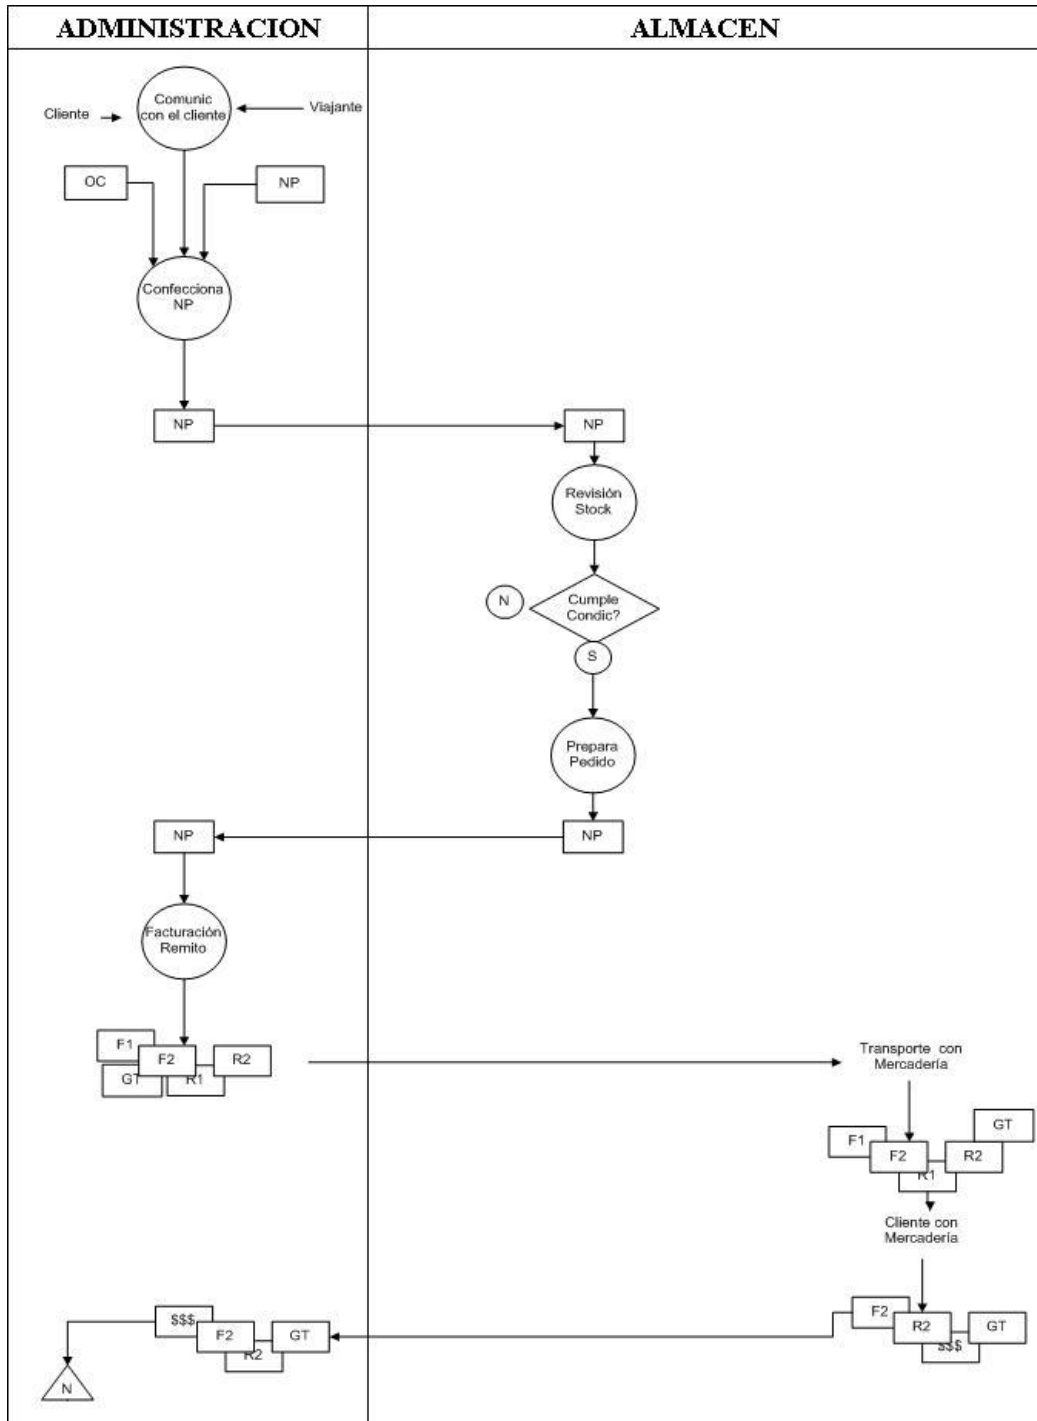 ADMINISTRACION
ALMACEN
Comunic
con el cliente
Cliente
Viajante
OC
NP
Confecciona
NP
NP
NP
Revisión
Stock
N
Cumple
Condic?
S
Prepara
Pedido
NP
NP
Facturación
Remito
F1
F2
R2
GT
R1
Transporte con
Mercadería
GT
F1
F2
R2
R1
Cliente con
Mercadería
F2
R2
GT
$$$
$$$
F2
GT
R2
N